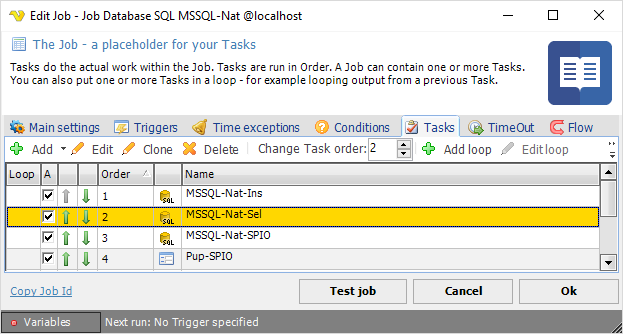 Edit Job - Job Database SQL MSSQL-Nat @localhost
The Job - a placeholder for your Tasks
Tasks do the actual work within the Job. Tasks are run in Order. A Job can contain one or more Tasks.
You can also put one or more Tasks in a loop - for example looping output from a previous Task.
Main settings Triggers Time exceptions Conditions Tasks TimeOut Flow
Add Edit Clone Delete Change Task order: 2 Add loop Edit loop
Loop A Order Name
1 SQL MSSQL-Nat-Ins
2 SQL MSSQL-Nat-Sel
3 SQL MSSQL-Nat-SPIO
4 Pup-SPIO
Copy Job Id Test job Cancel Ok
Variables Next run: No Trigger specified